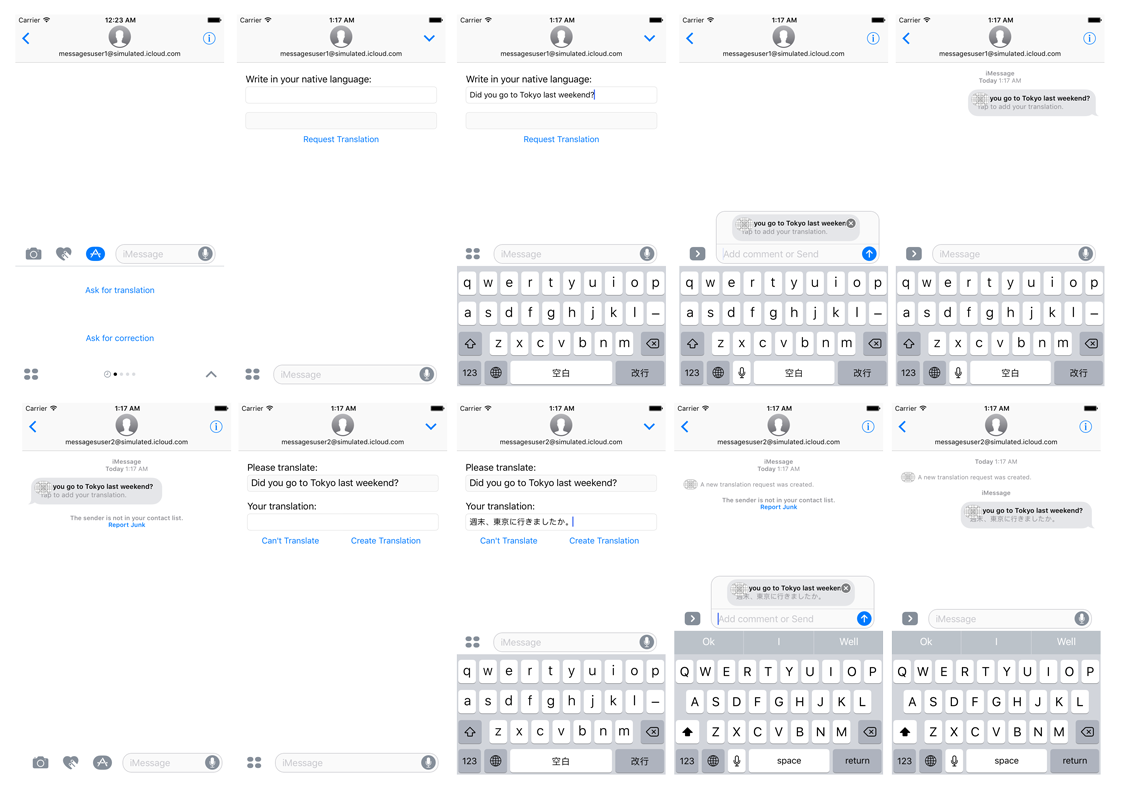 Carrier 12:23 AM
messagesuser1@simulated.icloud.com
iMessage
Ask for translation
Ask for correction
Carrier 1:17 AM
messagesuser1@simulated.icloud.com
Write in your native language:
Request Translation
iMessage
Carrier 1:17 AM
messagesuser1@simulated.icloud.com
Write in your native language:
Did you go to Tokyo last weekend?
Request Translation
iMessage
q w e r t y u i o p
a s d f g h j k l –
z x c v b n m
123 空白 改行
Carrier 1:17 AM
messagesuser1@simulated.icloud.com
you go to Tokyo last weeken
Tap to add your translation.
Add comment or Send
q w e r t y u i o p
a s d f g h j k l –
z x c v b n m
123 空白 改行
Carrier 1:17 AM
messagesuser1@simulated.icloud.com
iMessage
Today 1:17 AM
you go to Tokyo last weekend?
Tap to add your translation.
iMessage
q w e r t y u i o p
a s d f g h j k l –
z x c v b n m
123 空白 改行
Carrier 1:17 AM
messagesuser2@simulated.icloud.com
iMessage
Today 1:17 AM
you go to Tokyo last weekend?
Tap to add your translation.
The sender is not in your contact list.
Report Junk
iMessage
Carrier 1:17 AM
messagesuser2@simulated.icloud.com
Please translate:
Did you go to Tokyo last weekend?
Your translation:
Can't Translate Create Translation
iMessage
Carrier 1:17 AM
messagesuser2@simulated.icloud.com
Please translate:
Did you go to Tokyo last weekend?
Your translation:
週末、東京に行きましたか。
Can't Translate Create Translation
iMessage
q w e r t y u i o p
a s d f g h j k l –
z x c v b n m
123 空白 改行
Carrier 1:17 AM
messagesuser2@simulated.icloud.com
iMessage
Today 1:17 AM
A new translation request was created.
The sender is not in your contact list.
Report Junk
you go to Tokyo last weeken
週末、東京に行きましたか。
Add comment or Send
Ok I Well
Q W E R T Y U I O P
A S D F G H J K L
Z X C V B N M
123 space return
Carrier 1:17 AM
messagesuser2@simulated.icloud.com
Today 1:17 AM
A new translation request was created.
iMessage
you go to Tokyo last weekend?
週末、東京に行きましたか。
iMessage
Ok I Well
Q W E R T Y U I O P
A S D F G H J K L
Z X C V B N M
123 space return